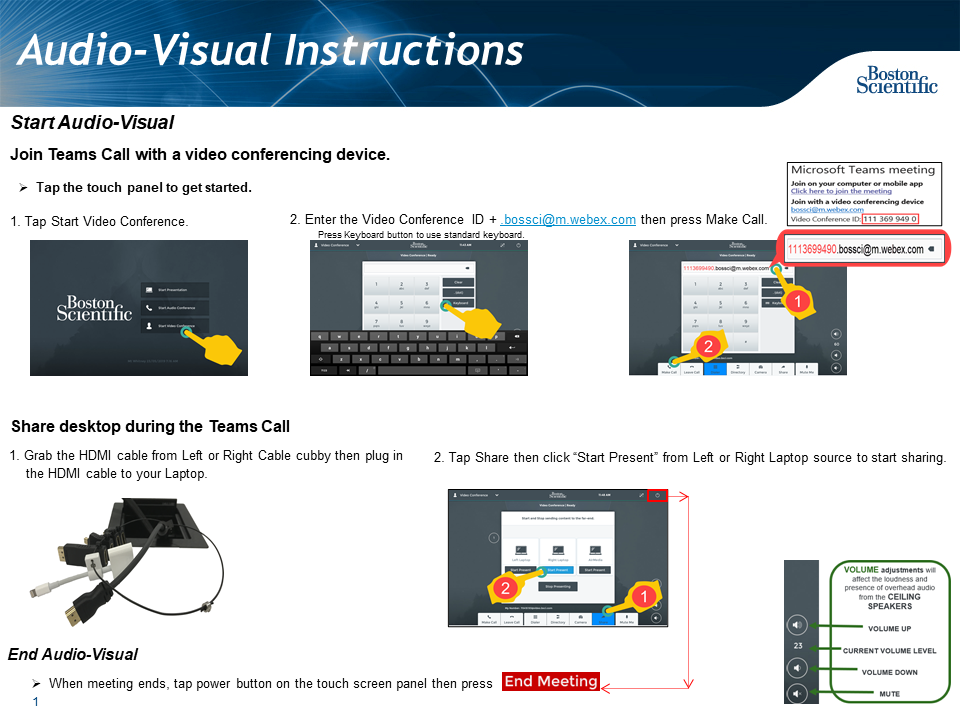 Audio-Visual Instructions
Boston
Scientific
Start Audio-Visual
Join Teams Call with a video conferencing device.
Tap the touch panel to get started.
Microsoft Teams meeting
Join on your computer or mobile app
Click here to join the meeting
Join with a video conferencing device
bossci@m.webex.com
Video Conference ID: 111 369 949 0
1. Tap Start Video Conference.
2. Enter the Video Conference ID + .bossci@m.webex.com then press Make Call.
Press Keyboard button to use standard keyboard.
1113699490.bossci@m.webex.com
Boston
Scientific
Start Presentation
Start Audio Conference
Start Video Conference
Video Conference
Video Conference | Ready
Clear
Keyboard
Video Conference
Video Conference | Ready
1113699490.bossci@m.webex.com
Clear
1
2
Make Call
Leave Call
Directory
Camera
Share
Mute Mic
Share desktop during the Teams Call
1. Grab the HDMI cable from Left or Right Cable cubby then plug in
the HDMI cable to your Laptop.
2. Tap Share then click “Start Present” from Left or Right Laptop source to start sharing.
Video Conference
Video Conference | Ready
Start and Stop sending content to the far end.
Left Laptop
Right Laptop
Start Present
Start Present
Start Present
Stop Presenting
2
1
Make Call
Leave Call
Directory
Camera
Mute Mic
VOLUME adjustments will
affect the loudness and
presence of overhead audio
from the CEILING
SPEAKERS
VOLUME UP
23
CURRENT VOLUME LEVEL
VOLUME DOWN
MUTE
End Audio-Visual
When meeting ends, tap power button on the touch screen panel then press End Meeting
1